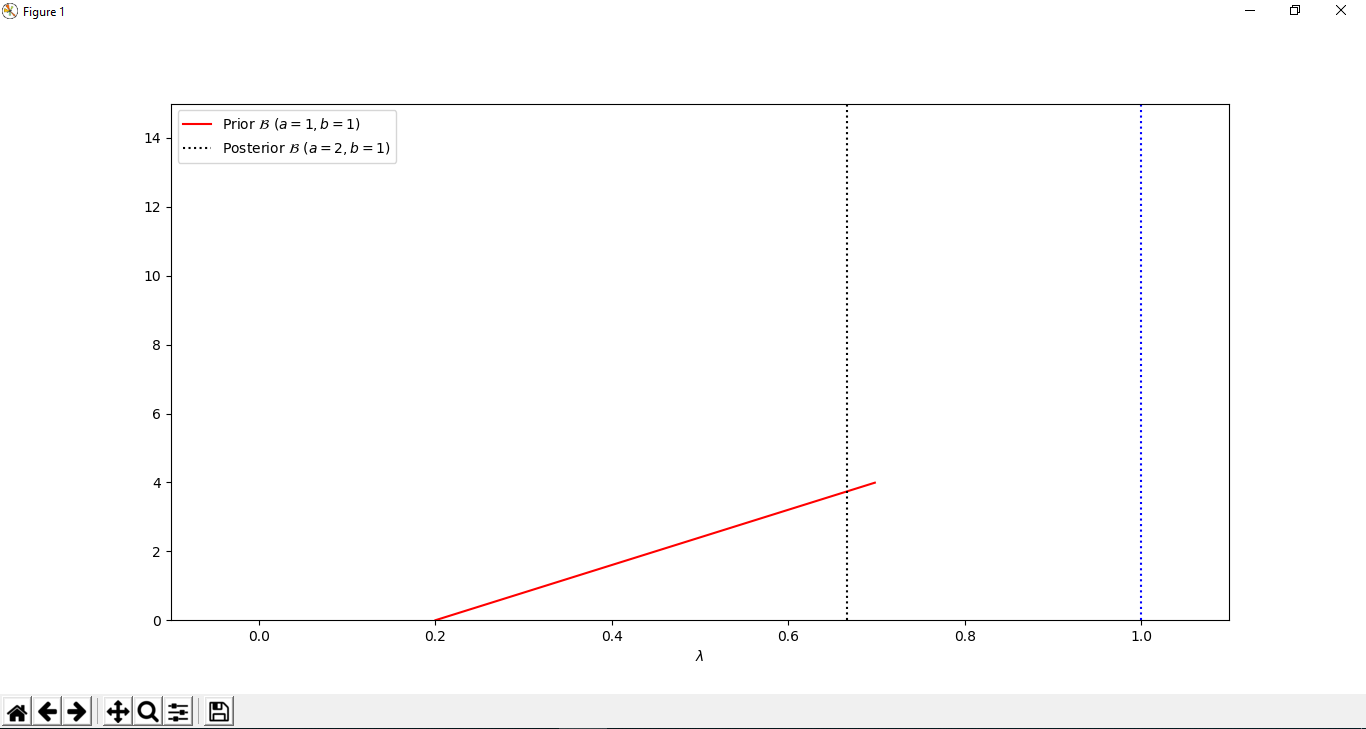 Figure 1
Prior ℬ (a = 1, b = 1)
Posterior ℬ (a = 2, b = 1)
14
12
10
8
6
4
2
0
0.0 0.2 0.4 0.6 0.8 1.0
λ